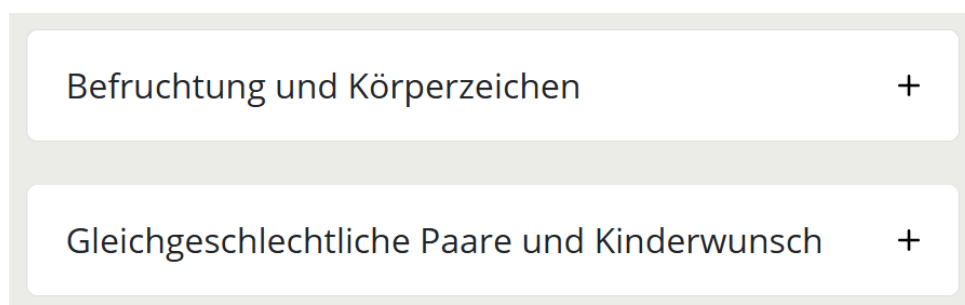 Befruchtung und Körperzeichen +
Gleichgeschlechtliche Paare und Kinderwunsch +